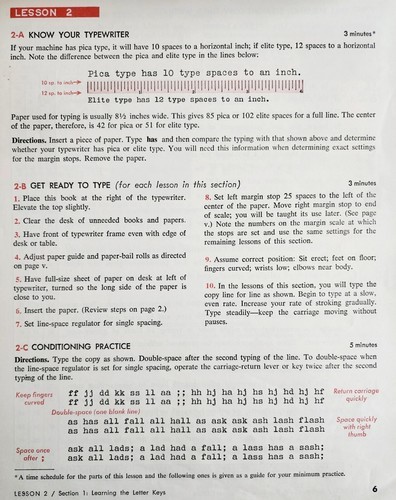 LESSON 2
2-A KNOW YOUR TYPEWRITER 3 minutes*
If your machine has pica type, it will have 10 spaces to a horizontal inch; if elite type, 12 spaces to a horizontal
inch. Note the difference between the pica and elite type in the lines below:
Pica type has 10 type spaces to an inch.
10 sp. to inch→
12 sp. to inch→
Elite type has 12 type spaces to an inch.
Paper used for typing is usually 8½ inches wide. This gives 85 pica or 102 elite spaces for a full line. The center
of the paper, therefore, is 42 for pica or 51 for elite type.
Directions. Insert a piece of paper. Type has and then compare the typing with that shown above and determine
whether your typewriter has pica or elite type. You will need this information when determining exact settings
for the margin stops. Remove the paper.
2-B GET READY TO TYPE (for each lesson in this section) 3 minutes
1. Place this book at the right of the typewriter.
Elevate the top slightly.
2. Clear the desk of unneeded books and papers.
3. Have front of typewriter frame even with edge of
desk or table.
4. Adjust paper guide and paper-bail rolls as directed
on page v.
5. Have full-size sheet of paper on desk at left of
typewriter, turned so the long side of the paper is
close to you.
6. Insert the paper. (Review steps on page 2.)
7. Set line-space regulator for single spacing.
8. Set left margin stop 25 spaces to the left of the
center of the paper. Move right margin stop to end
of scale; you will be taught its use later. (See page
v.) Note the numbers on the margin scale at which
the stops are set and use the same settings for the
remaining lessons of this section.
9. Assume correct position: Sit erect; feet on floor;
fingers curved; wrists low; elbows near body.
10. In the lessons of this section, you will type the
copy line for line as shown. Begin to type at a slow,
even rate. Increase your rate of stroking gradually.
Type steadily—keep the carriage moving without
pauses.
2-C CONDITIONING PRACTICE 5 minutes
Directions. Type the copy as shown. Double-space after the second typing of the line. To double-space when
the line-space regulator is set for single spacing, operate the carriage-return lever or key twice after the second
typing of the line.
Keep fingers curved
ff jj dd kk ss ll aa ;; hh hj ha hj hs hj hd hj hf
ff jj dd kk ss ll aa ;; hh hj ha hj hs hj hd hj hf
Return carriage quickly
Double-space (one blank line)
as has all fall all hall as ask ask ash lash flash
as has all fall all hall as ask ask ash lash flash
Space quickly with right thumb
Space once after ;
ask all lads; a lad had a fall; a lass has a sash;
ask all lads; a lad had a fall; a lass has a sash;
*A time schedule for the parts of this lesson and the following ones is given as a guide for your minimum practice.
LESSON 2 / Section 1: Learning the Letter Keys 6